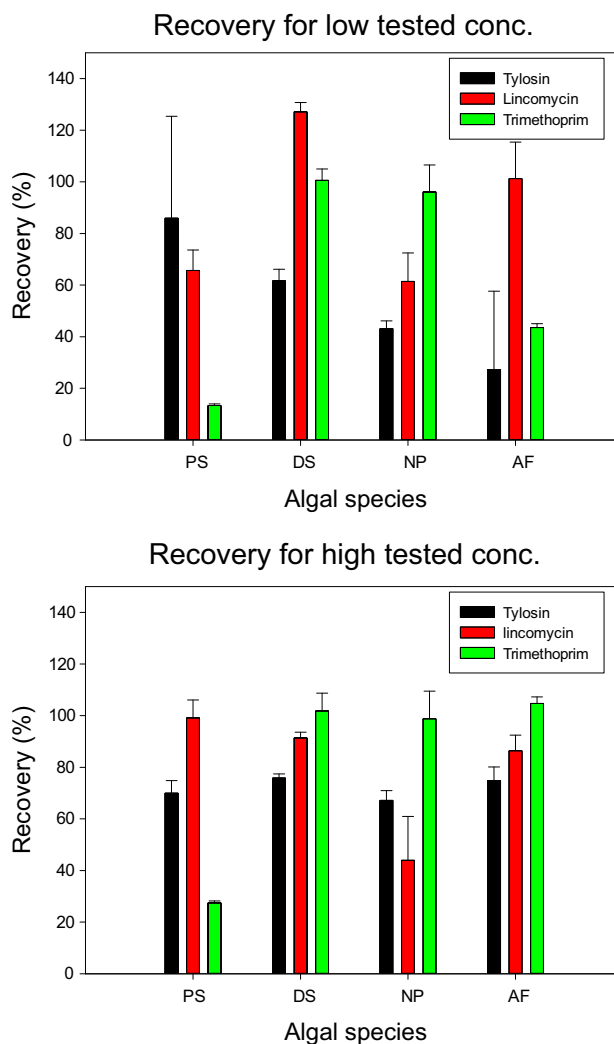 Recovery for low tested conc.
140
120
100
80
60
40
20
0
Recovery (%)
Tylosin
Lincomycin
Trimethoprim
PS DS NP AF
Algal species
Recovery for high tested conc.
140
120
100
80
60
40
20
0
Recovery (%)
Tylosin
lincomycin
Trimethoprim
PS DS NP AF
Algal species